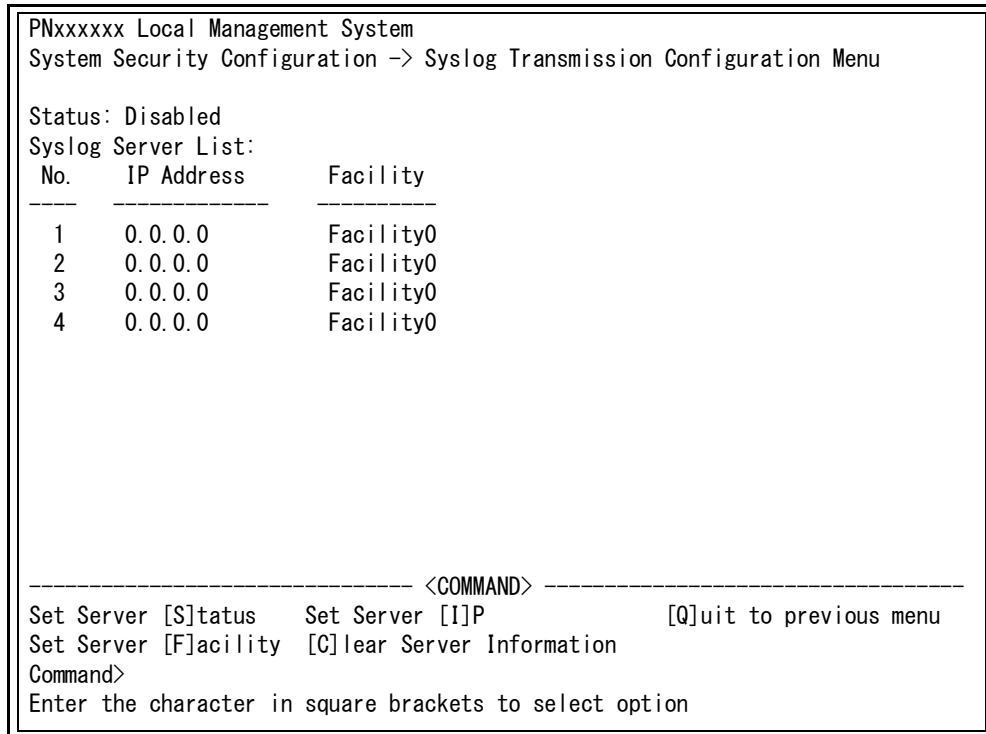 PNxxxxxx Local Management System
System Security Configuration -> Syslog Transmission Configuration Menu
Status: Disabled
Syslog Server List:
No. IP Address Facility
---- ------------- ----------
1 0.0.0.0 Facility0
2 0.0.0.0 Facility0
3 0.0.0.0 Facility0
4 0.0.0.0 Facility0
-------------------------------- <COMMAND> -----------------------------------
Set Server [S]tatus Set Server [I]P [Q]uit to previous menu
Set Server [F]acility [C]lear Server Information
Command>
Enter the character in square brackets to select option